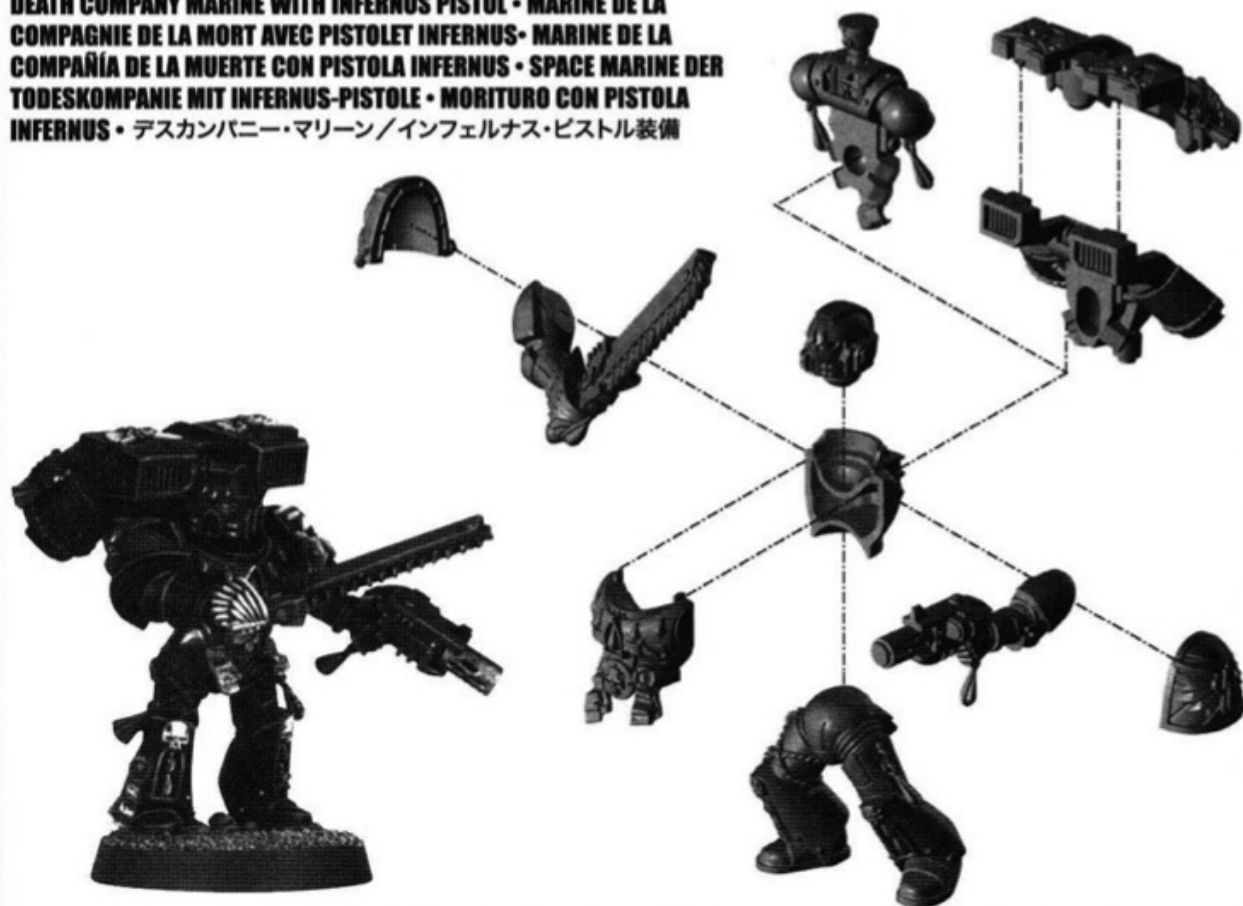 DEATH COMPANY MARINE WITH INFERNUS PISTOL • MARINE DE LA
COMPAGNIE DE LA MORT AVEC PISTOLET INFERNUS• MARINE DE LA
COMPAÑÍA DE LA MUERTE CON PISTOLA INFERNUS • SPACE MARINE DER
TODESKOMPANIE MIT INFERNUS-PISTOLE • MORITURO CON PISTOLA
INFERNUS • デスカンパニー・マリーン／インフェルナス・ピストル装備